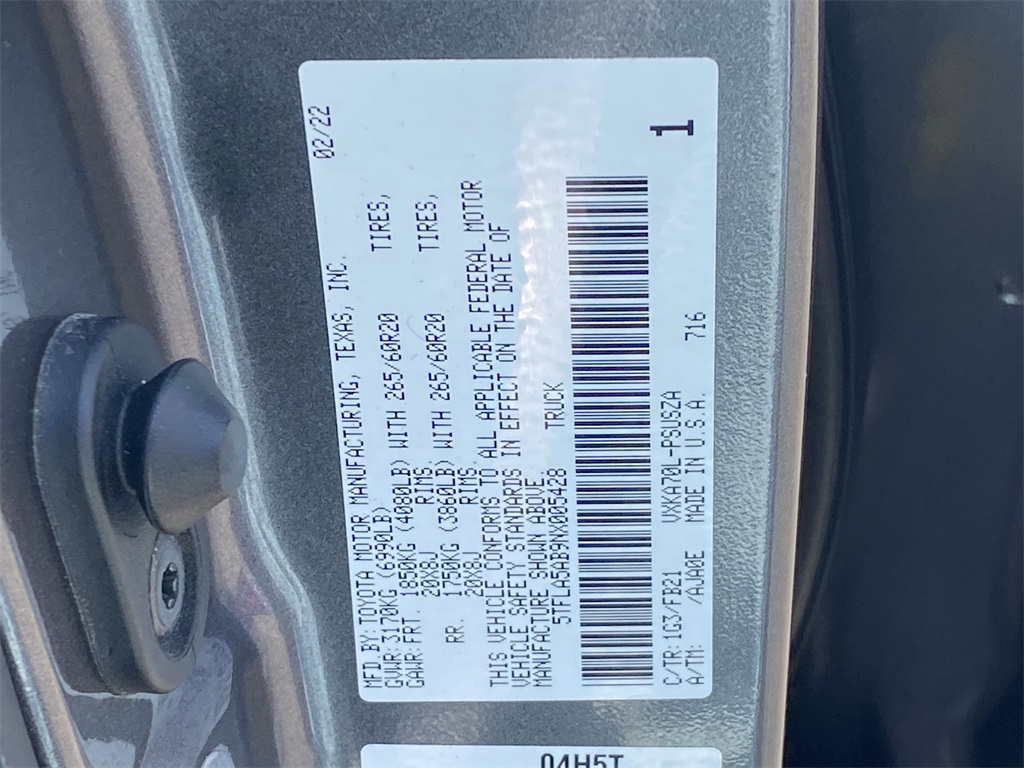 MFD BY:TOYOTA MOTOR MANUFACTURING, TEXAS, INC. 02/22
GVWR:3170KG (6990LB)
GAWR:FRT. 1850KG (4080LB) WITH 265/60R20 TIRES,
20X8J RIMS,
RR. 1750KG (3860LB) WITH 265/60R20 TIRES,
20X8J RIMS.
THIS VEHICLE CONFORMS TO ALL APPLICABLE FEDERAL MOTOR
VEHICLE SAFETY STANDARDS IN EFFECT ON THE DATE OF
MANUFACTURE SHOWN ABOVE.
5TFLA5AB9NX005428 TRUCK
C/TR:1G3/FB21 VXKA70L-PSUSZA 716
A/TM: /AJA0E MADE IN U.S.A.
1
04H5T